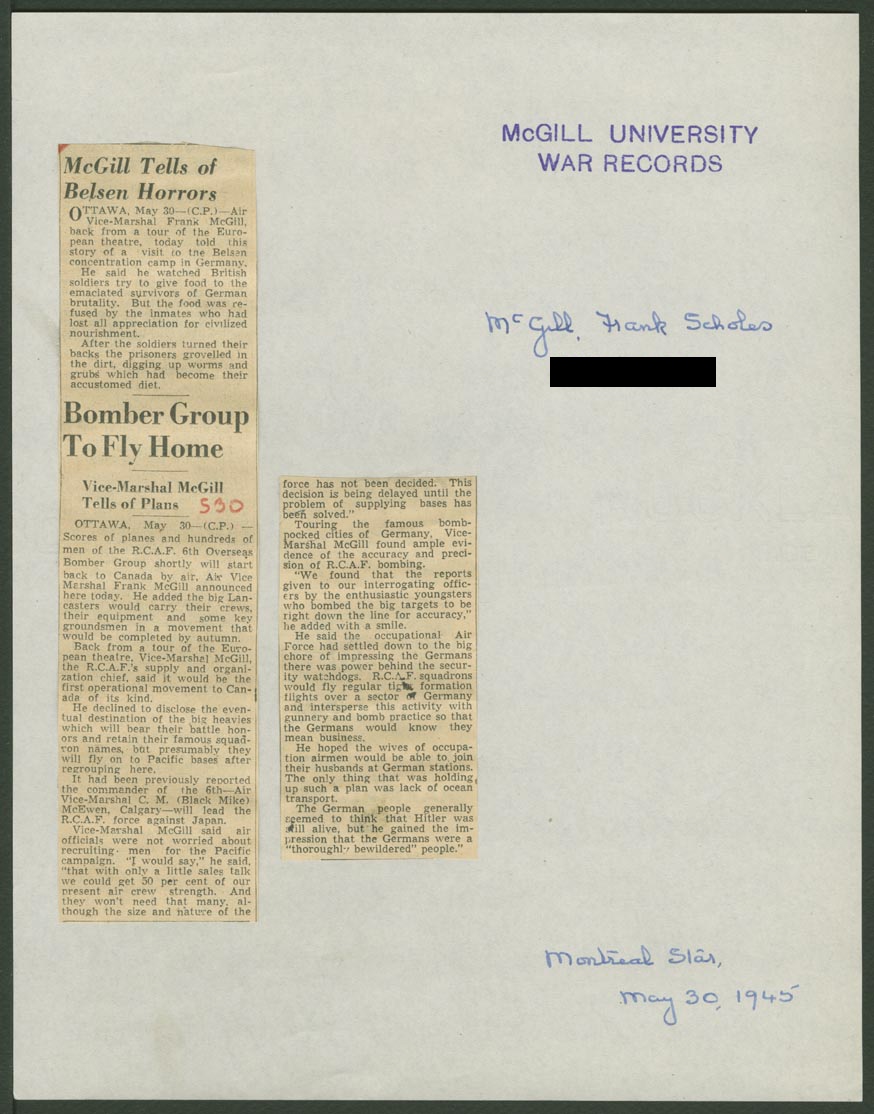 McGILL UNIVERSITY
WAR RECORDS
McGill, Frank Scholes
McGill Tells of
Belsen Horrors
OTTAWA, May 30—(C.P.)—Air
Vice-Marshal Frank McGill,
back from a tour of the Euro-
pean theatre, today told this
story of a visit to the Belsen
concentration camp in Germany.
He said he watched British
soldiers try to give food to the
emaciated survivors of German
brutality. But the food was re-
fused by the inmates who had
lost all appreciation for civilized
nourishment.
After the soldiers turned their
backs the prisoners grovelled in
the dirt, digging up worms and
grubs which had become their
accustomed diet.
Bomber Group
To Fly Home
Vice-Marshal McGill
Tells of Plans 530
OTTAWA, May 30—(C.P.) —
Scores of planes and hundreds of
men of the R.C.A.F. 6th Overseas
Bomber Group shortly will start
back to Canada by air, Air Vice
Marshal Frank McGill announced
here today. He added the big Lan-
casters would carry their crews,
their equipment and some key
groundsmen in a movement that
would be completed by autumn.
Back from a tour of the Euro-
pean theatre, Vice-Marshal McGill,
the R.C.A.F.'s supply and organi-
zation chief, said it would be the
first operational movement to Can-
ada of its kind.
He declined to disclose the even-
tual destination of the big heavies
which will bear their battle hon-
ors and retain their famous squad-
ron names, but presumably they
will fly on to Pacific bases after
regrouping here.
It had been previously reported
the commander of the 6th—Air
Vice-Marshal C. M. (Black Mike)
McEwen, Calgary—will lead the
R.C.A.F. force against Japan.
Vice-Marshal McGill said air
officials were not worried about
recruiting men for the Pacific
campaign. "I would say," he said,
"that with only a little sales talk
we could get 50 per cent of our
present air crew strength. And
they won't need that many, al-
though the size and nature of the
force has not been decided. This
decision is being delayed until the
problem of supplying bases has
been solved."
Touring the famous bomb-
pocked cities of Germany, Vice-
Marshal McGill found ample evi-
dence of the accuracy and preci-
sion of R.C.A.F. bombing.
"We found that the reports
given to our interrogating offic-
ers by the enthusiastic youngsters
who bombed the big targets to be
right down the line for accuracy,"
he added with a smile.
He said the occupational Air
Force had settled down to the big
chore of impressing the Germans
there was power behind the secur-
ity watchdogs. R.C.A.F. squadrons
would fly regular tight formation
flights over a sector of Germany
and intersperse this activity with
gunnery and bomb practice so that
the Germans would know they
mean business.
He hoped the wives of occupa-
tion airmen would be able to join
their husbands at German stations.
The only thing that was holding
up such a plan was lack of ocean
transport.
The German people generally
seemed to think that Hitler was
still alive, but he gained the im-
pression that the Germans were a
"thoroughly bewildered" people."
Montreal Star,
May 30, 1945